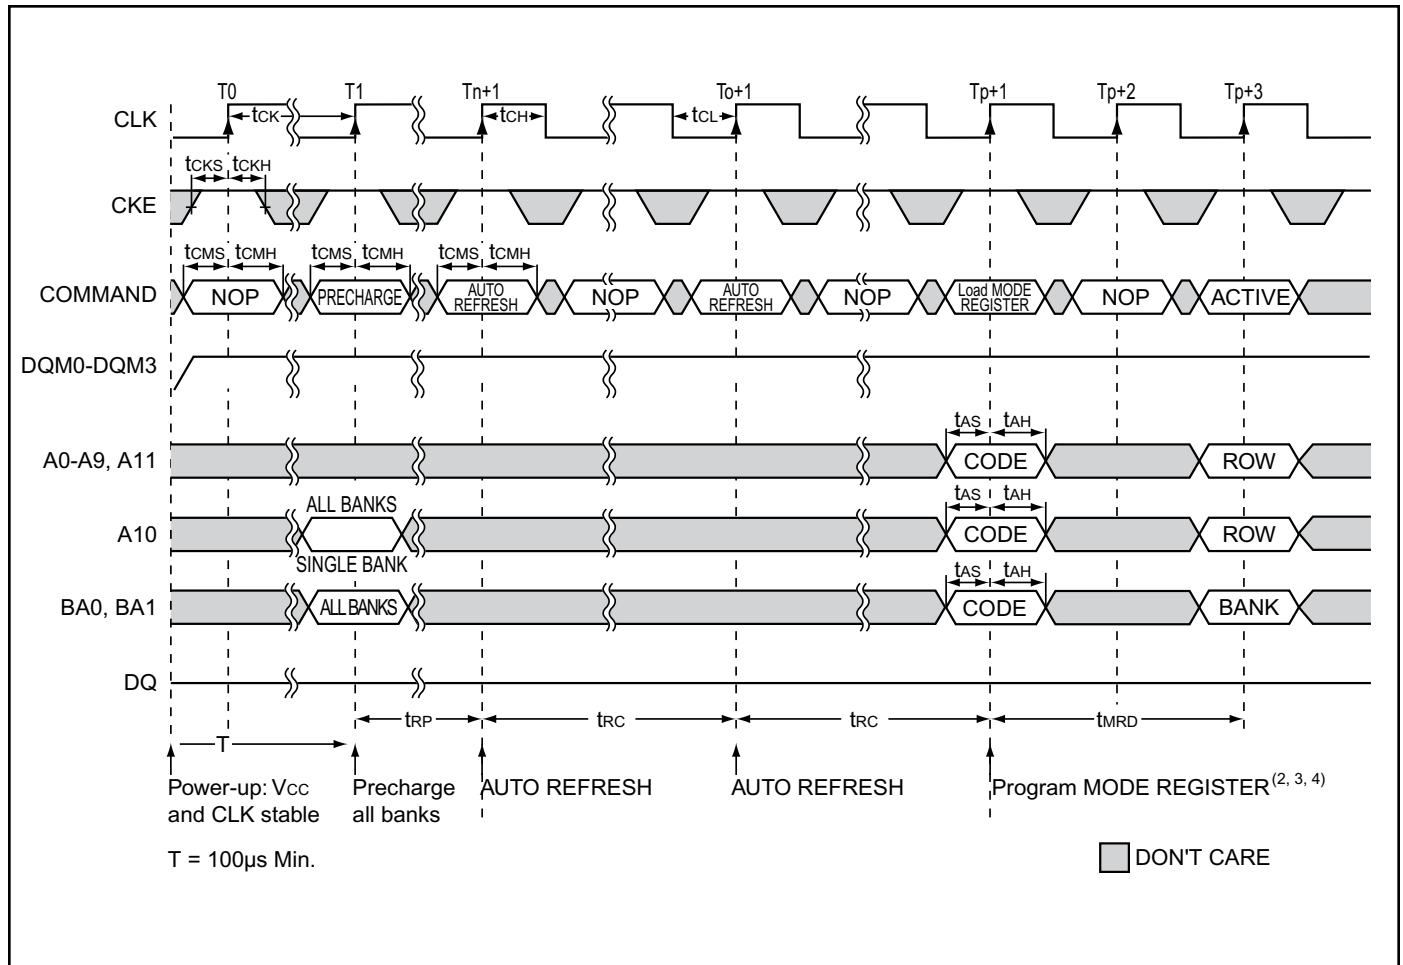 T0 T1 Tn+1 To+1 Tp+1 Tp+2 Tp+3
CLK tCK tCH tCL
tCKS tCKH
CKE
tCMS tCMH tCMS tCMH tCMS tCMH
COMMAND NOP PRECHARGE AUTO REFRESH NOP AUTO REFRESH NOP Load MODE REGISTER NOP ACTIVE
DQM0-DQM3
tAS tAH
A0-A9, A11 CODE ROW
ALL BANKS tAS tAH
A10 CODE ROW
SINGLE BANK tAS tAH
BA0, BA1 ALL BANKS CODE BANK
DQ
tRP tRC tRC tMRD
T
Power-up: VCC Precharge AUTO REFRESH AUTO REFRESH Program MODE REGISTER(2, 3, 4)
and CLK stable all banks
T = 100µs Min. DON'T CARE